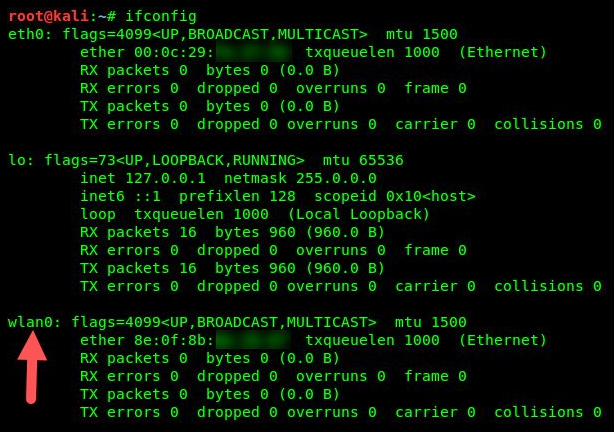 root@kali:~# ifconfig
eth0: flags=4099<UP,BROADCAST,MULTICAST>  mtu 1500
        ether 00:0c:29:  txqueuelen 1000  (Ethernet)
        RX packets 0  bytes 0 (0.0 B)
        RX errors 0  dropped 0  overruns 0  frame 0
        TX packets 0  bytes 0 (0.0 B)
        TX errors 0  dropped 0 overruns 0  carrier 0  collisions 0

lo: flags=73<UP,LOOPBACK,RUNNING>  mtu 65536
        inet 127.0.0.1  netmask 255.0.0.0
        inet6 ::1  prefixlen 128  scopeid 0x10<host>
        loop  txqueuelen 1000  (Local Loopback)
        RX packets 16  bytes 960 (960.0 B)
        RX errors 0  dropped 0  overruns 0  frame 0
        TX packets 16  bytes 960 (960.0 B)
        TX errors 0  dropped 0 overruns 0  carrier 0  collisions 0

wlan0: flags=4099<UP,BROADCAST,MULTICAST>  mtu 1500
        ether 8e:0f:8b:  txqueuelen 1000  (Ethernet)
        RX packets 0  bytes 0 (0.0 B)
        RX errors 0  dropped 0  overruns 0  frame 0
        TX packets 0  bytes 0 (0.0 B)
        TX errors 0  dropped 0 overruns 0  carrier 0  collisions 0